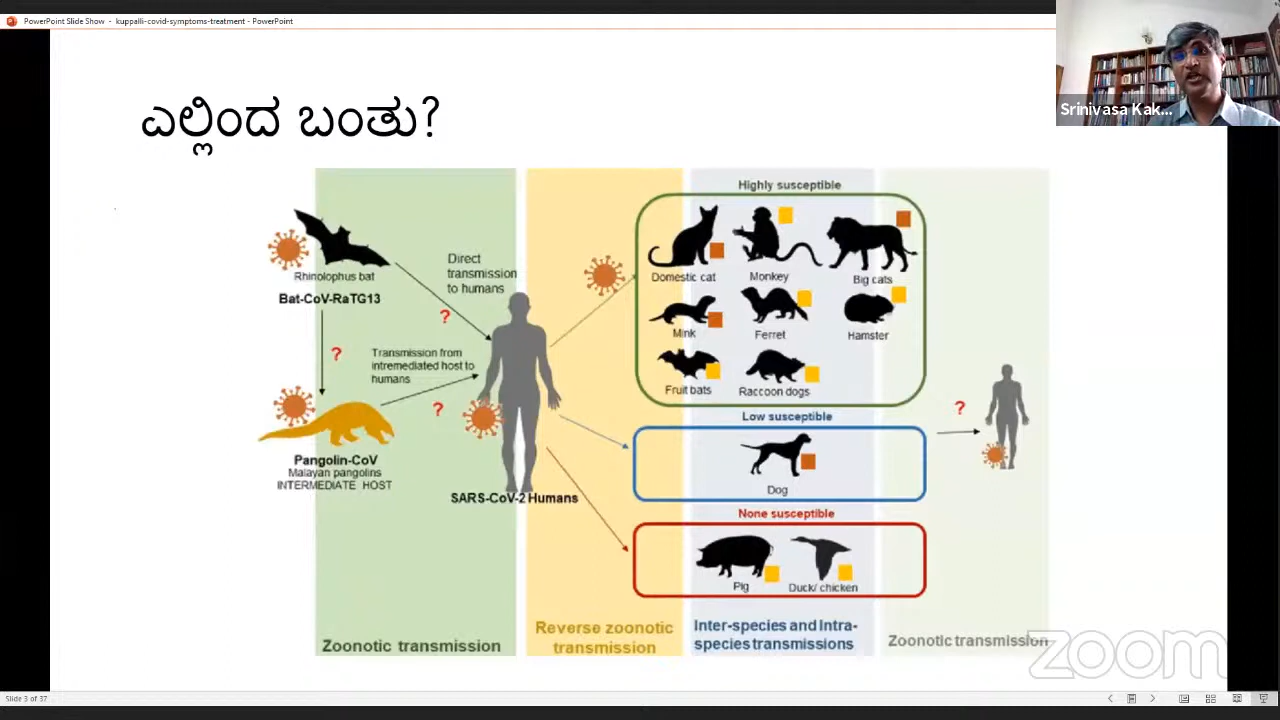 PowerPoint Slide Show - kuppalli-covid-symptoms-treatment - PowerPoint
Srinivasa Kak...
ಎಲ್ಲಿಂದ ಬಂತು?
Highly susceptible
Rhinolophus bat
Bat-CoV-RaTG13
Direct
transmission
to humans
?
?
Transmission from
intremediated host to
humans
?
Pangolin-CoV
Malayan pangolins
INTERMEDIATE HOST
SARS-CoV-2 Humans
Domestic cat
Monkey
Big cats
Mink
Ferret
Hamster
Fruit bats
Raccoon dogs
Low susceptible
Dog
None susceptible
Pig
Duck/ chicken
?
Zoonotic transmission
Reverse zoonotic
transmission
Inter-species and Intra-
species transmissions
Zoonotic transmission
zoom
Slide 3 of 37